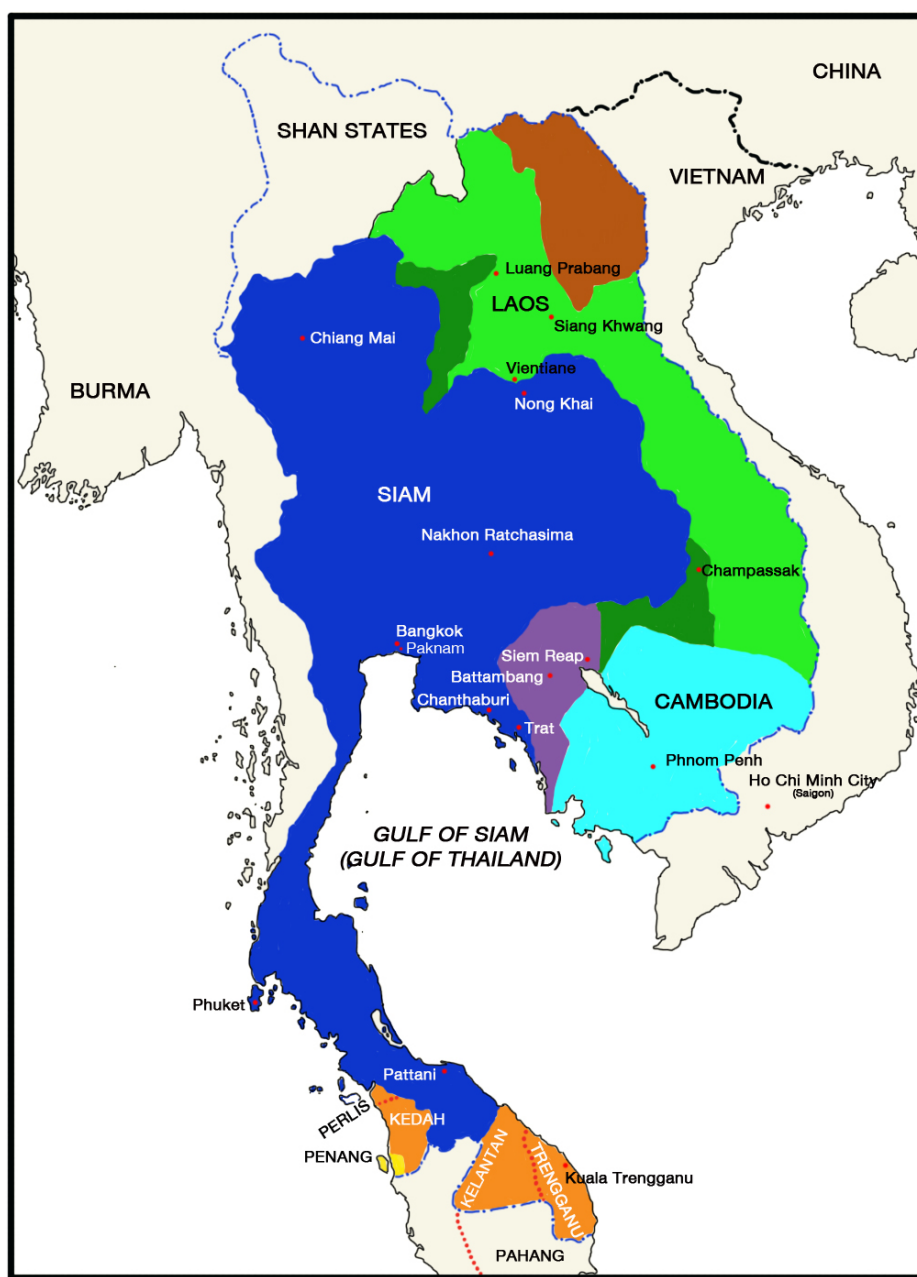 CHINA
SHAN STATES
VIETNAM
Luang Prabang
LAOS
Siang Khwang
Chiang Mai
Vientiane
BURMA
Nong Khai
SIAM
Nakhon Ratchasima
Champassak
Bangkok
Paknam
Siem Reap
Battambang
Chanthaburi
CAMBODIA
Trat
Phnom Penh
Ho Chi Minh City
(Saigon)
GULF OF SIAM
(GULF OF THAILAND)
Phuket
Pattani
PERLIS
KEDAH
PENANG
KELANTAN
TRENGGANU
Kuala Trengganu
PAHANG